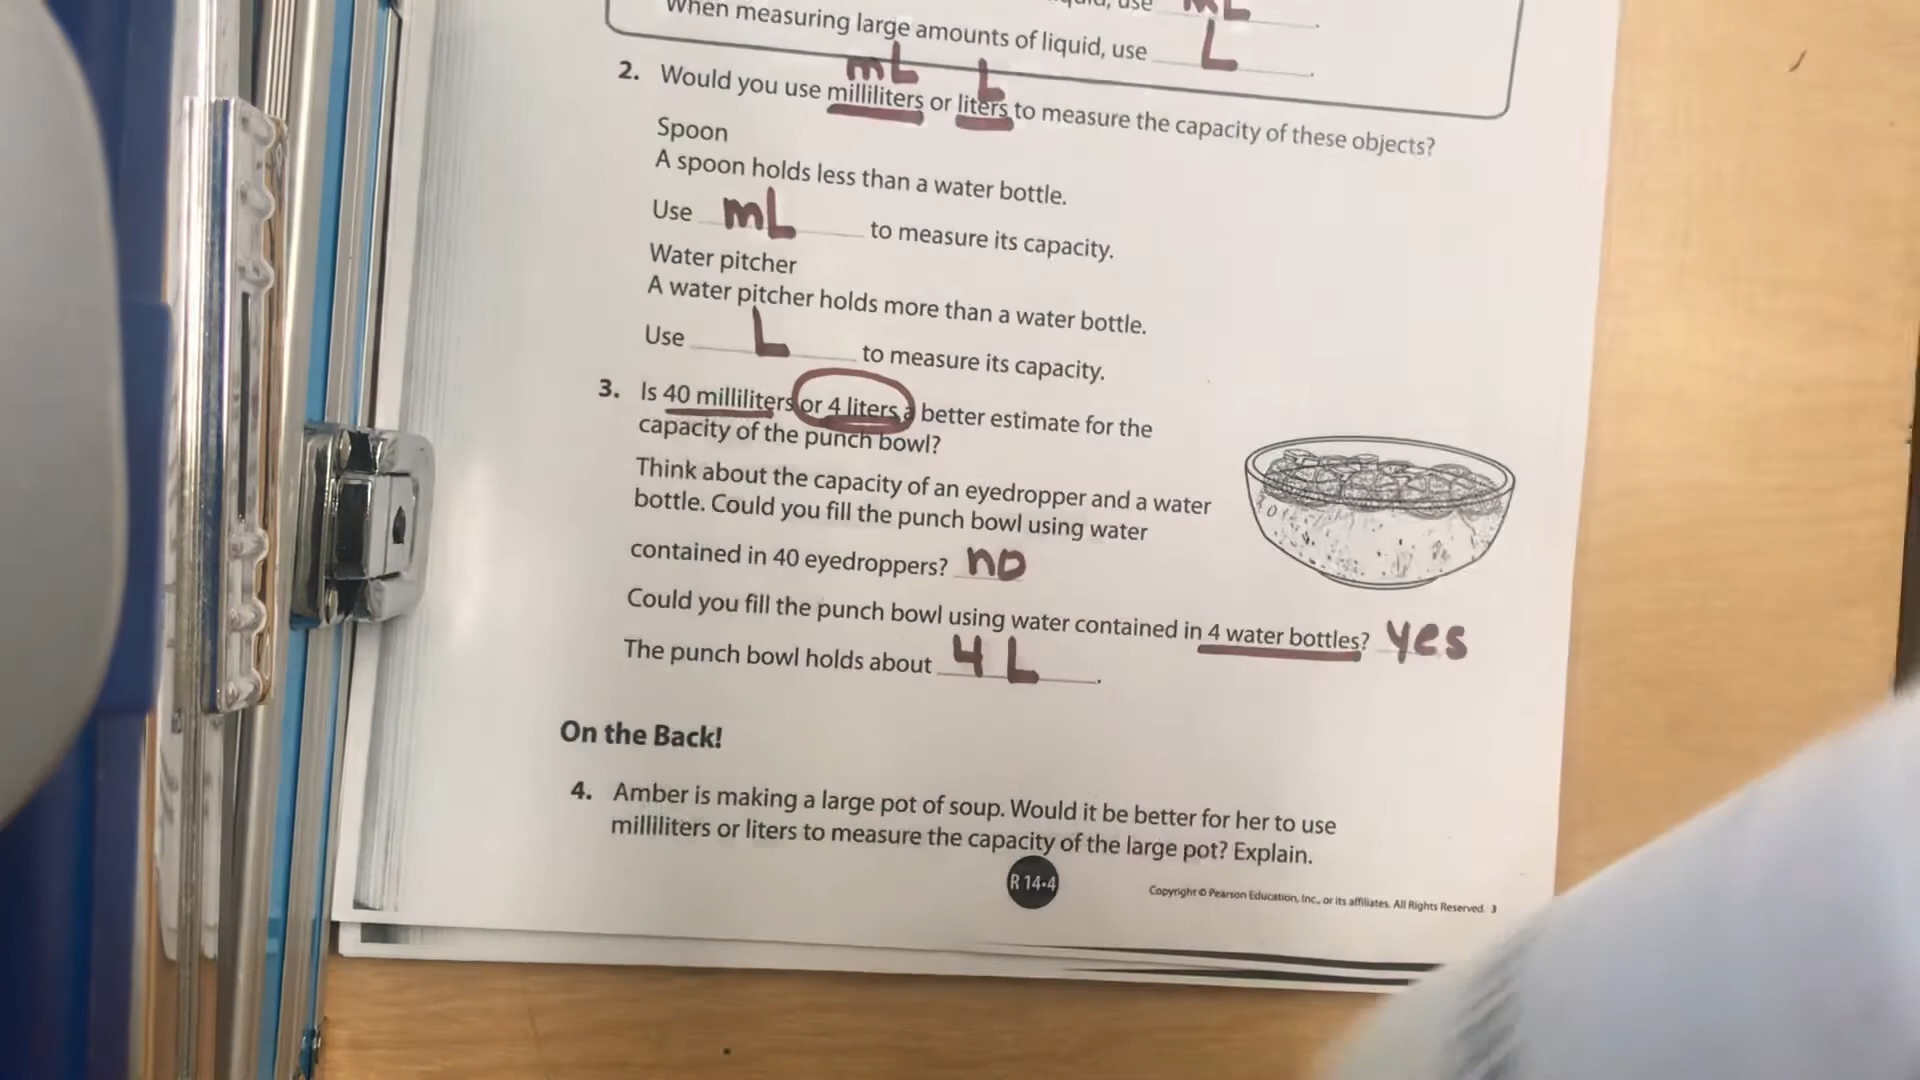 use mL.
When measuring large amounts of liquid, use L.
mL L
2. Would you use milliliters or liters to measure the capacity of these objects?
Spoon
A spoon holds less than a water bottle.
Use mL to measure its capacity.
Water pitcher
A water pitcher holds more than a water bottle.
Use L to measure its capacity.
3. Is 40 milliliters or 4 liters a better estimate for the
capacity of the punch bowl?
Think about the capacity of an eyedropper and a water
bottle. Could you fill the punch bowl using water
contained in 40 eyedroppers? no
Could you fill the punch bowl using water contained in 4 water bottles? yes
The punch bowl holds about 4 L.
On the Back!
4. Amber is making a large pot of soup. Would it be better for her to use
milliliters or liters to measure the capacity of the large pot? Explain.
R 14-4
Copyright © Pearson Education, Inc., or its affiliates. All Rights Reserved. 3